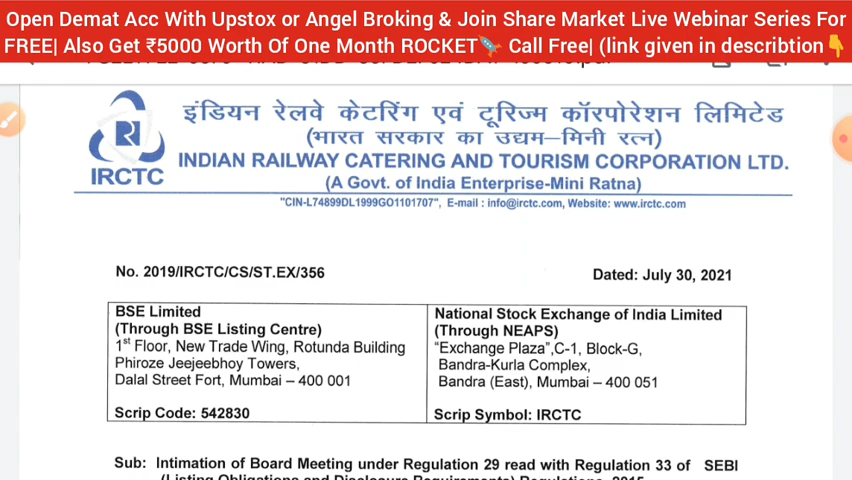 Open Demat Acc With Upstox or Angel Broking & Join Share Market Live Webinar Series For
FREE| Also Get ₹5000 Worth Of One Month ROCKET🚀 Call Free| (link given in describtion👇
इंडियन रेलवे केटरिंग एवं टूरिज्म कॉरपोरेशन लिमिटेड
(भारत सरकार का उद्यम–मिनी रत्न)
INDIAN RAILWAY CATERING AND TOURISM CORPORATION LTD.
IRCTC
(A Govt. of India Enterprise-Mini Ratna)
"CIN-L74899DL1999GO1101707", E-mail : info@irctc.com, Website: www.irctc.com
No. 2019/IRCTC/CS/ST.EX/356
Dated: July 30, 2021
BSE Limited
(Through BSE Listing Centre)
1st Floor, New Trade Wing, Rotunda Building
Phiroze Jeejeebhoy Towers,
Dalal Street Fort, Mumbai – 400 001
Scrip Code: 542830
National Stock Exchange of India Limited
(Through NEAPS)
“Exchange Plaza”,C-1, Block-G,
Bandra-Kurla Complex,
Bandra (East), Mumbai – 400 051
Scrip Symbol: IRCTC
Sub: Intimation of Board Meeting under Regulation 29 read with Regulation 33 of SEBI
(Listing Obligations and Disclosure Requirements) Regulations, 2015